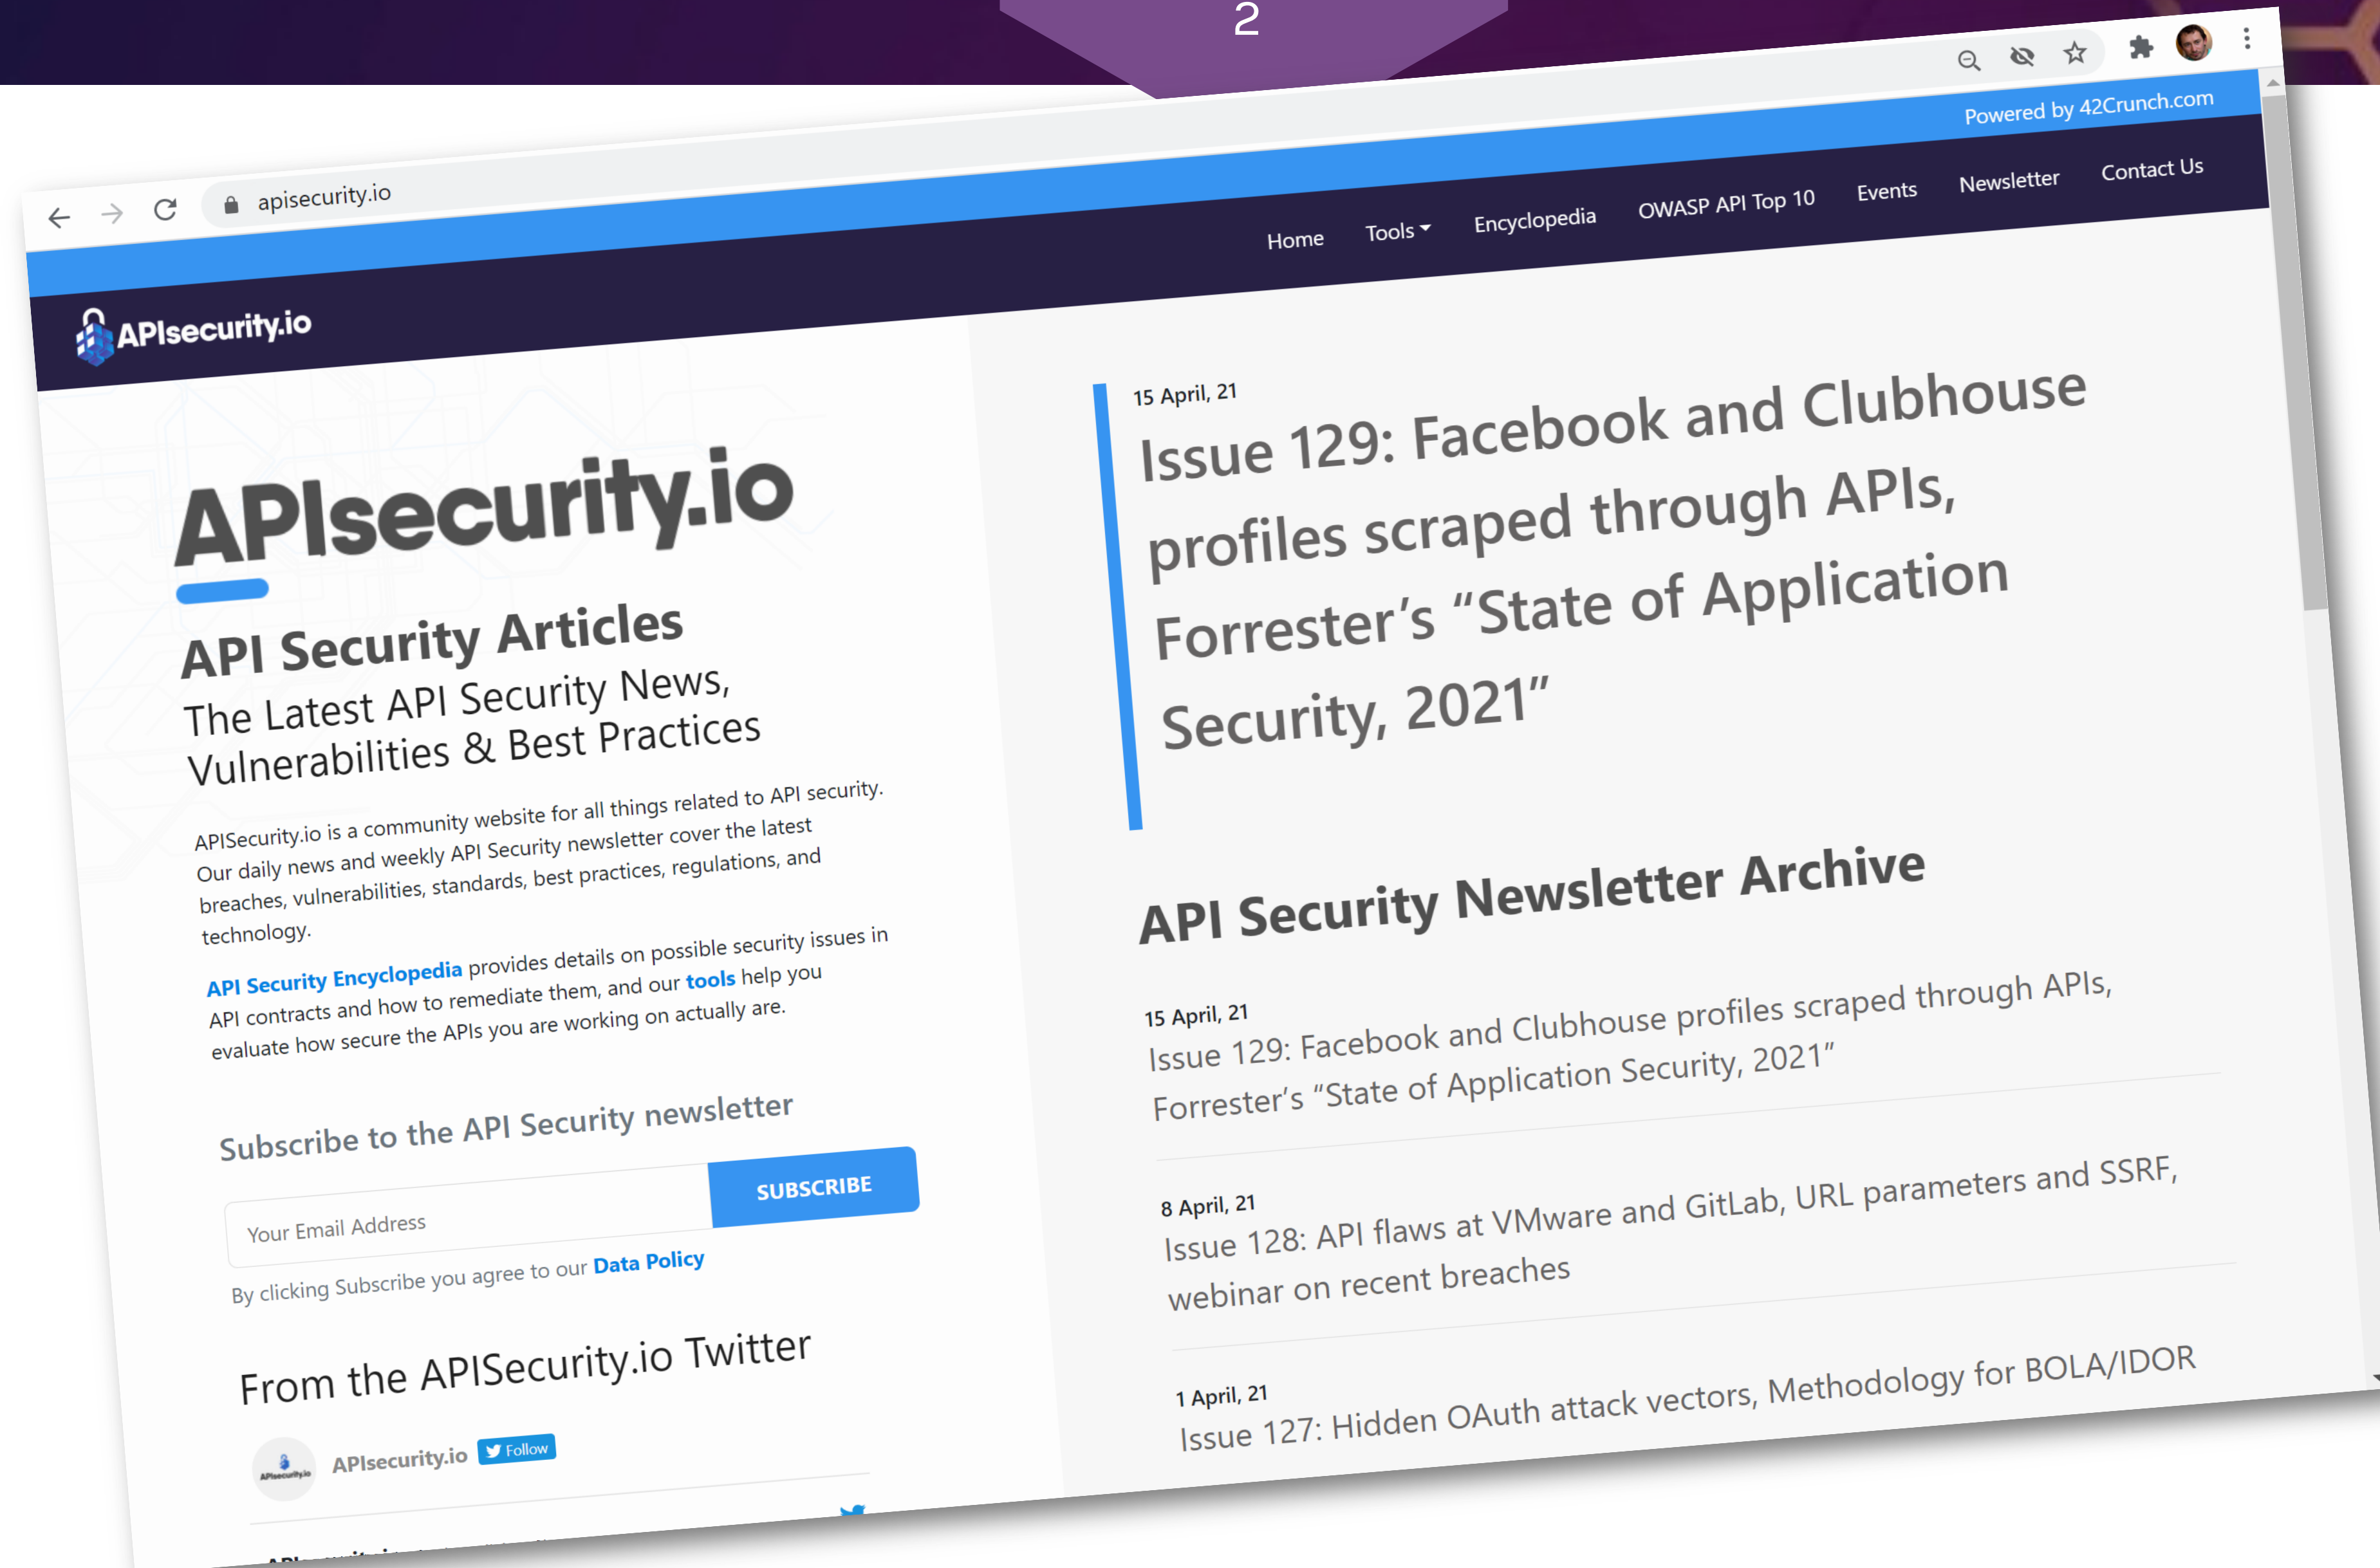 2
apisecurity.io
Powered by 42Crunch.com
Home Tools Encyclopedia OWASP API Top 10 Events Newsletter Contact Us
APIsecurity.io
APIsecurity.io
API Security Articles
The Latest API Security News,
Vulnerabilities & Best Practices
APISecurity.io is a community website for all things related to API security.
Our daily news and weekly API Security newsletter cover the latest
breaches, vulnerabilities, standards, best practices, regulations, and
technology.
API Security Encyclopedia provides details on possible security issues in
API contracts and how to remediate them, and our tools help you
evaluate how secure the APIs you are working on actually are.
Subscribe to the API Security newsletter
Your Email Address
SUBSCRIBE
By clicking Subscribe you agree to our Data Policy
From the APISecurity.io Twitter
APIsecurity.io
APIsecurity.io Follow
15 April, 21
Issue 129: Facebook and Clubhouse
profiles scraped through APIs,
Forrester’s “State of Application
Security, 2021”
API Security Newsletter Archive
15 April, 21
Issue 129: Facebook and Clubhouse profiles scraped through APIs,
Forrester’s “State of Application Security, 2021”
8 April, 21
Issue 128: API flaws at VMware and GitLab, URL parameters and SSRF,
webinar on recent breaches
1 April, 21
Issue 127: Hidden OAuth attack vectors, Methodology for BOLA/IDOR